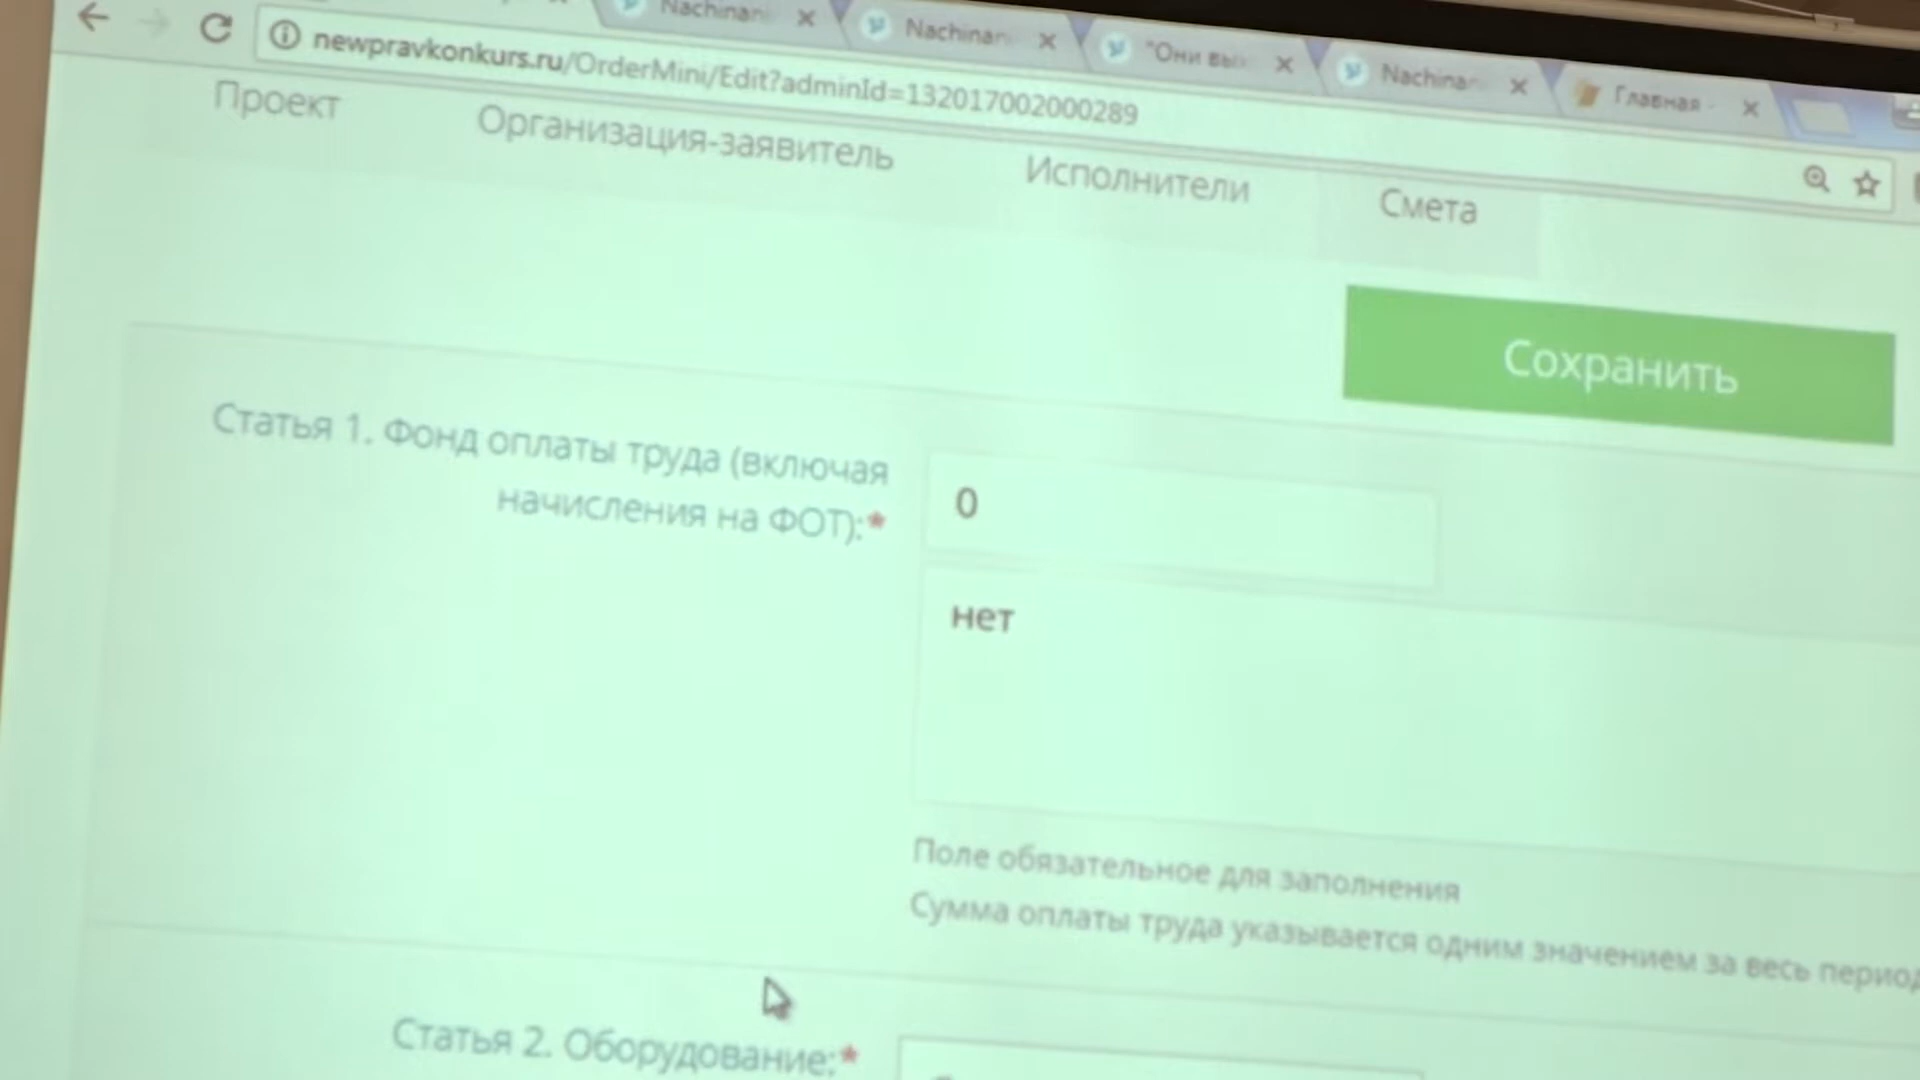 Nachinan
Nachinan
"Они вы
Nachinan
Главная -
newpravkonkurs.ru/OrderMini/Edit?adminId=132017002000289
Проект
Организация-заявитель
Исполнители
Смета
Сохранить
Статья 1. Фонд оплаты труда (включая
начисления на ФОТ):*
0
нет
Поле обязательное для заполнения
Сумма оплаты труда указывается одним значением за весь период
Статья 2. Оборудование:*